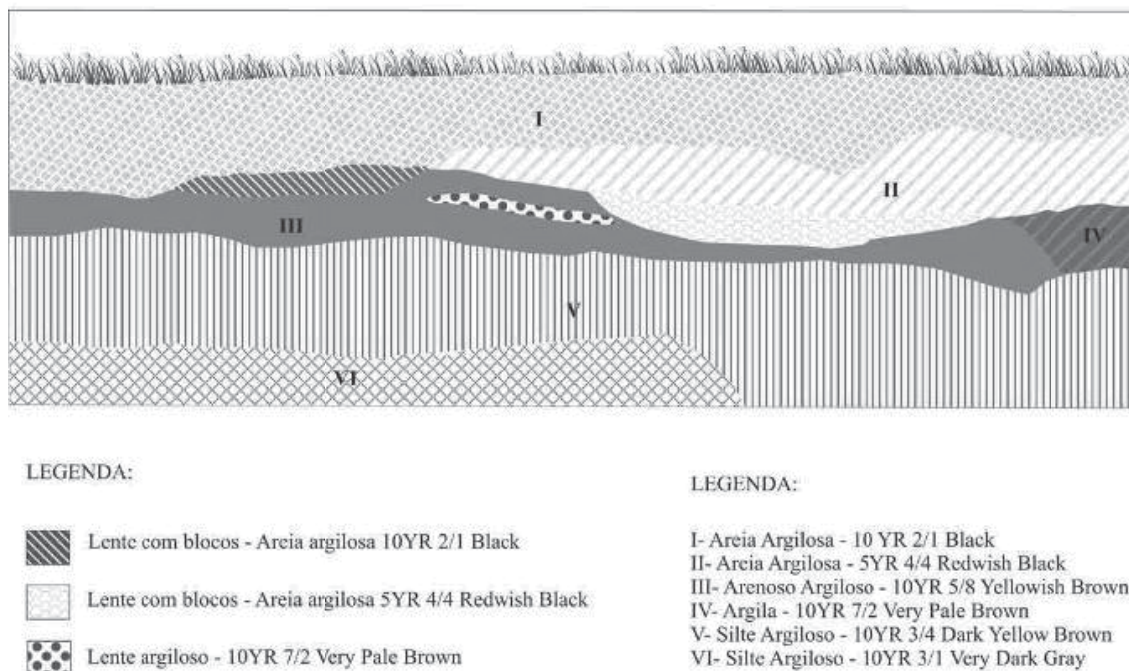 I
II
III
IV
V
VI
LEGENDA:
Lente com blocos - Areia argilosa 10YR 2/1 Black
Lente com blocos - Areia argilosa 5YR 4/4 Redwish Black
Lente argiloso - 10YR 7/2 Very Pale Brown
LEGENDA:
I- Areia Argilosa - 10 YR 2/1 Black
II- Areia Argilosa - 5YR 4/4 Redwish Black
III- Arenoso Argiloso - 10YR 5/8 Yellowish Brown
IV- Argila - 10YR 7/2 Very Pale Brown
V- Silte Argiloso - 10YR 3/4 Dark Yellow Brown
VI- Silte Argiloso - 10YR 3/1 Very Dark Gray